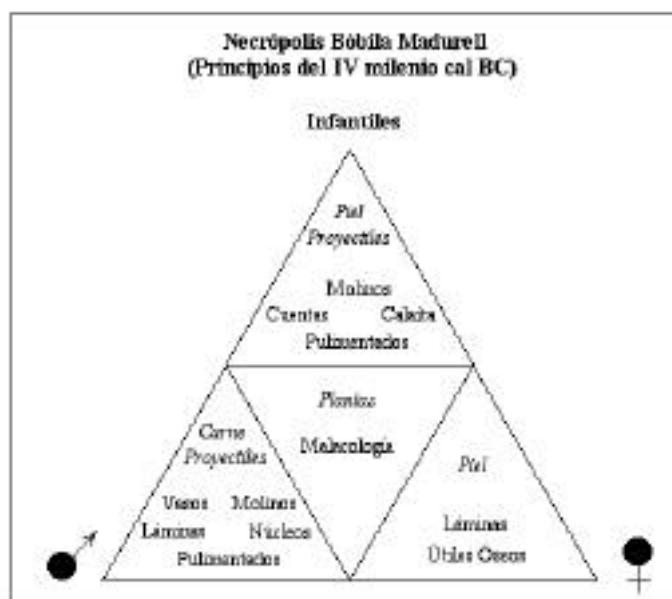 Necrópolis Bòbila Madurell
(Principios del IV milenio cal BC)
Infantiles
Piel
Proyectiles
Molinos
Cuentas Calaita
Pulimentados
Plantas
Malacología
Carne
Proyectiles
Vasos Molinos
Láminas Núcleos
Pulimentados
Piel
Láminas
Útiles Óseos